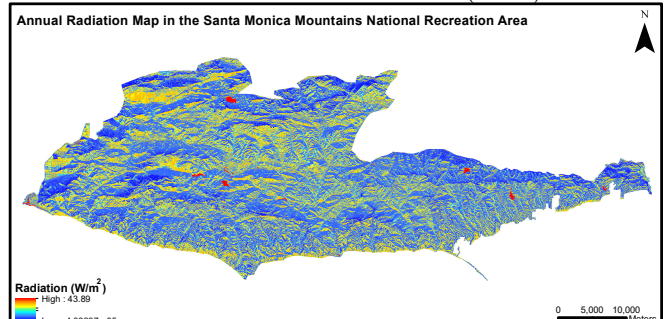 Annual Radiation Map in the Santa Monica Mountains National Recreation Area
N
Radiation (W/m²)
High : 43.89
0 5,000 10,000
Meters